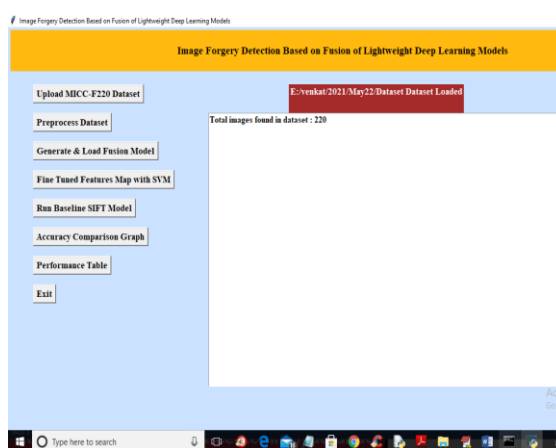 Image Forgery Detection Based on Fusion of Lightweight Deep Learning Models
Image Forgery Detection Based on Fusion of Lightweight Deep Learning Models
Upload MICC-F220 Dataset
E:/venkat/2021/May22/Dataset Dataset Loaded
Preprocess Dataset
Total images found in dataset : 220
Generate & Load Fusion Model
Fine Tuned Features Map with SVM
Run Baseline SIFT Model
Accuracy Comparison Graph
Performance Table
Exit
Type here to search